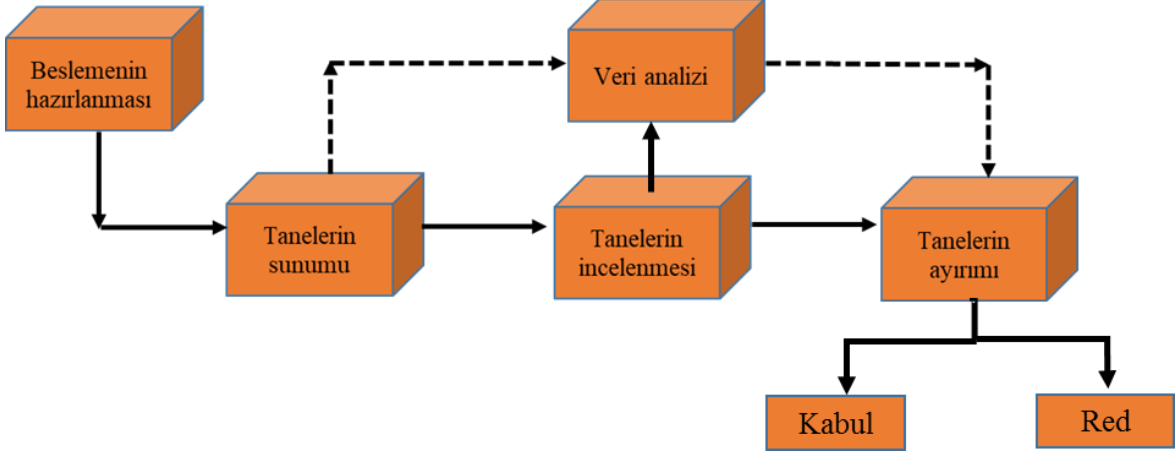 Beslemenin
hazırlanması
Veri analizi
Tanelerin
sunumu
Tanelerin
incelenmesi
Tanelerin
ayırımı
Kabul
Red